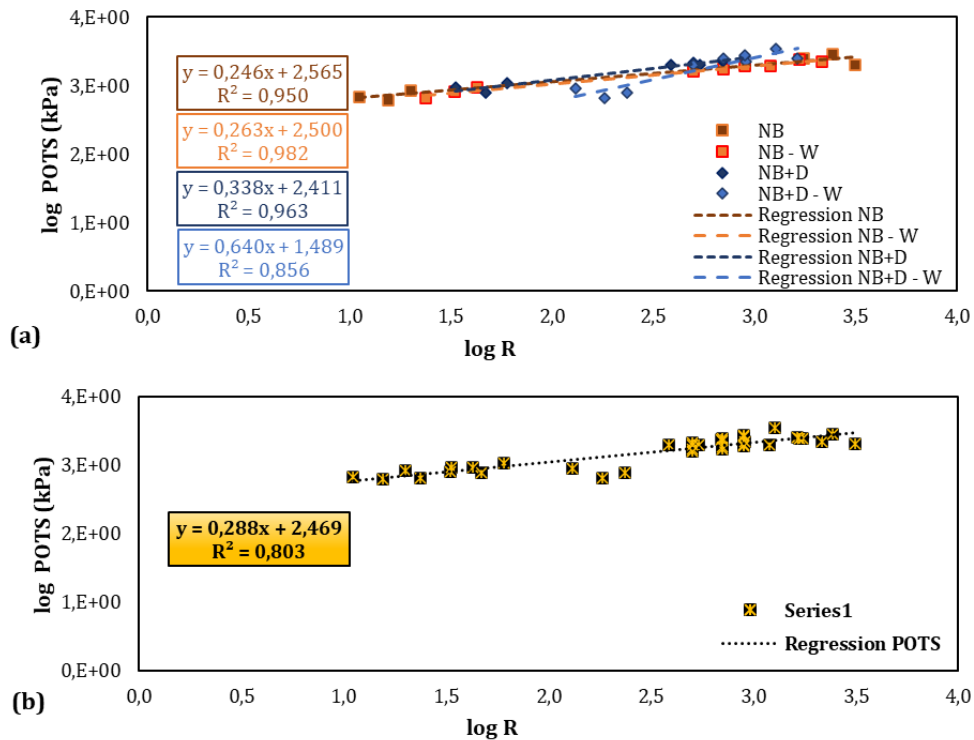 4,E+00
3,E+00
2,E+00
1,E+00
0,E+00
log POTS (kPa)
y = 0,246x + 2,565
R² = 0,950
y = 0,263x + 2,500
R² = 0,982
y = 0,338x + 2,411
R² = 0,963
y = 0,640x + 1,489
R² = 0,856
NB
NB - W
NB+D
NB+D - W
Regression NB
Regression NB - W
Regression NB+D
Regression NB+D - W
0,0 0,5 1,0 1,5 2,0 2,5 3,0 3,5 4,0
log R
(a)
4,E+00
3,E+00
2,E+00
1,E+00
0,E+00
log POTS (kPa)
y = 0,288x + 2,469
R² = 0,803
Series1
Regression POTS
0,0 0,5 1,0 1,5 2,0 2,5 3,0 3,5 4,0
log R
(b)